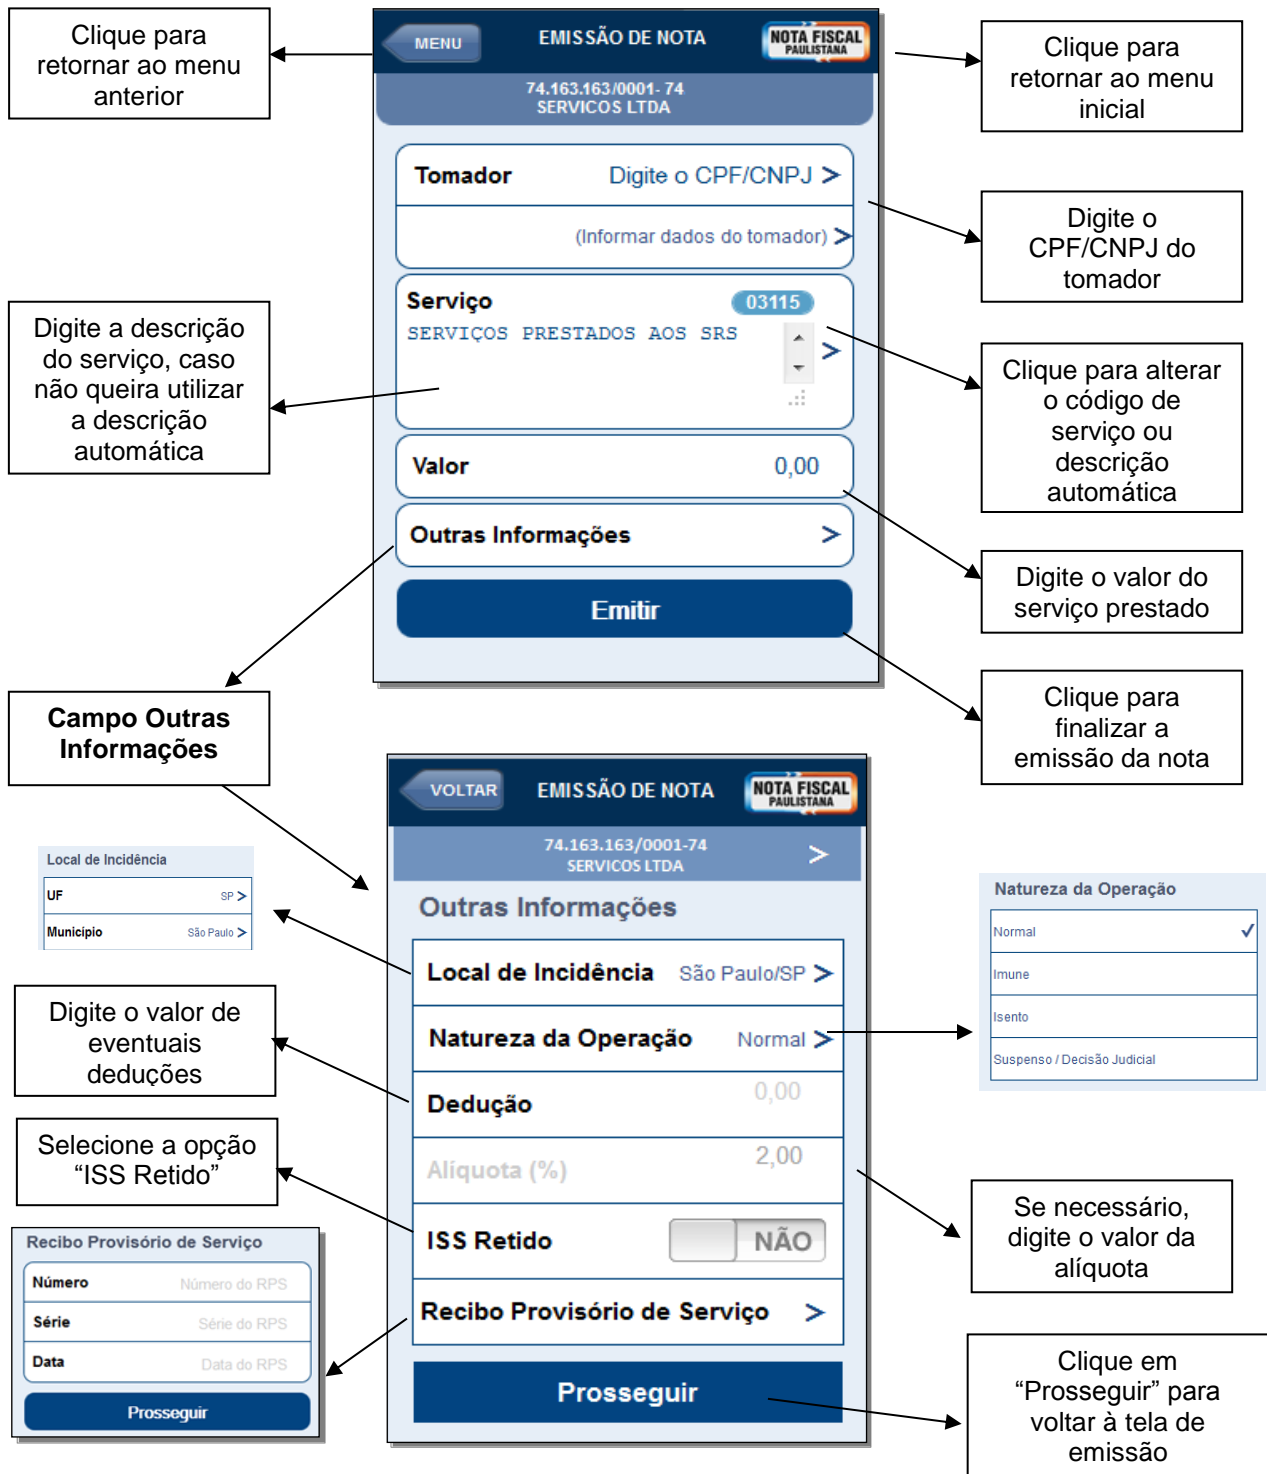 Clique para
retornar ao menu
anterior
MENU
EMISSÃO DE NOTA
NOTA FISCAL
PAULISTANA
74.163.163/0001- 74
SERVICOS LTDA
Clique para
retornar ao menu
inicial
Tomador Digite o CPF/CNPJ >
(Informar dados do tomador) >
Digite o
CPF/CNPJ do
tomador
Serviço 03115
SERVIÇOS PRESTADOS AOS SRS >
Digite a descrição
do serviço, caso
não queira utilizar
a descrição
automática
Clique para alterar
o código de
serviço ou
descrição
automática
Valor 0,00
Outras Informações >
Digite o valor do
serviço prestado
Emitir
Clique para
finalizar a
emissão da nota
Campo Outras
Informações
VOLTAR
EMISSÃO DE NOTA
NOTA FISCAL
PAULISTANA
74.163.163/0001-74
SERVICOS LTDA
>
Outras Informações
Local de Incidência
UF SP >
Município São Paulo >
Local de Incidência São Paulo/SP >
Natureza da Operação Normal >
Natureza da Operação
Normal ✓
Imune
Isento
Suspenso / Decisão Judicial
Digite o valor de
eventuais
deduções
Dedução 0,00
Alíquota (%) 2,00
Selecione a opção
“ISS Retido”
Se necessário,
digite o valor da
alíquota
ISS Retido NÃO
Recibo Provisório de Serviço >
Recibo Provisório de Serviço
Número Número do RPS
Série Série do RPS
Data Data do RPS
Prosseguir
Prosseguir
Clique em
“Prosseguir” para
voltar à tela de
emissão